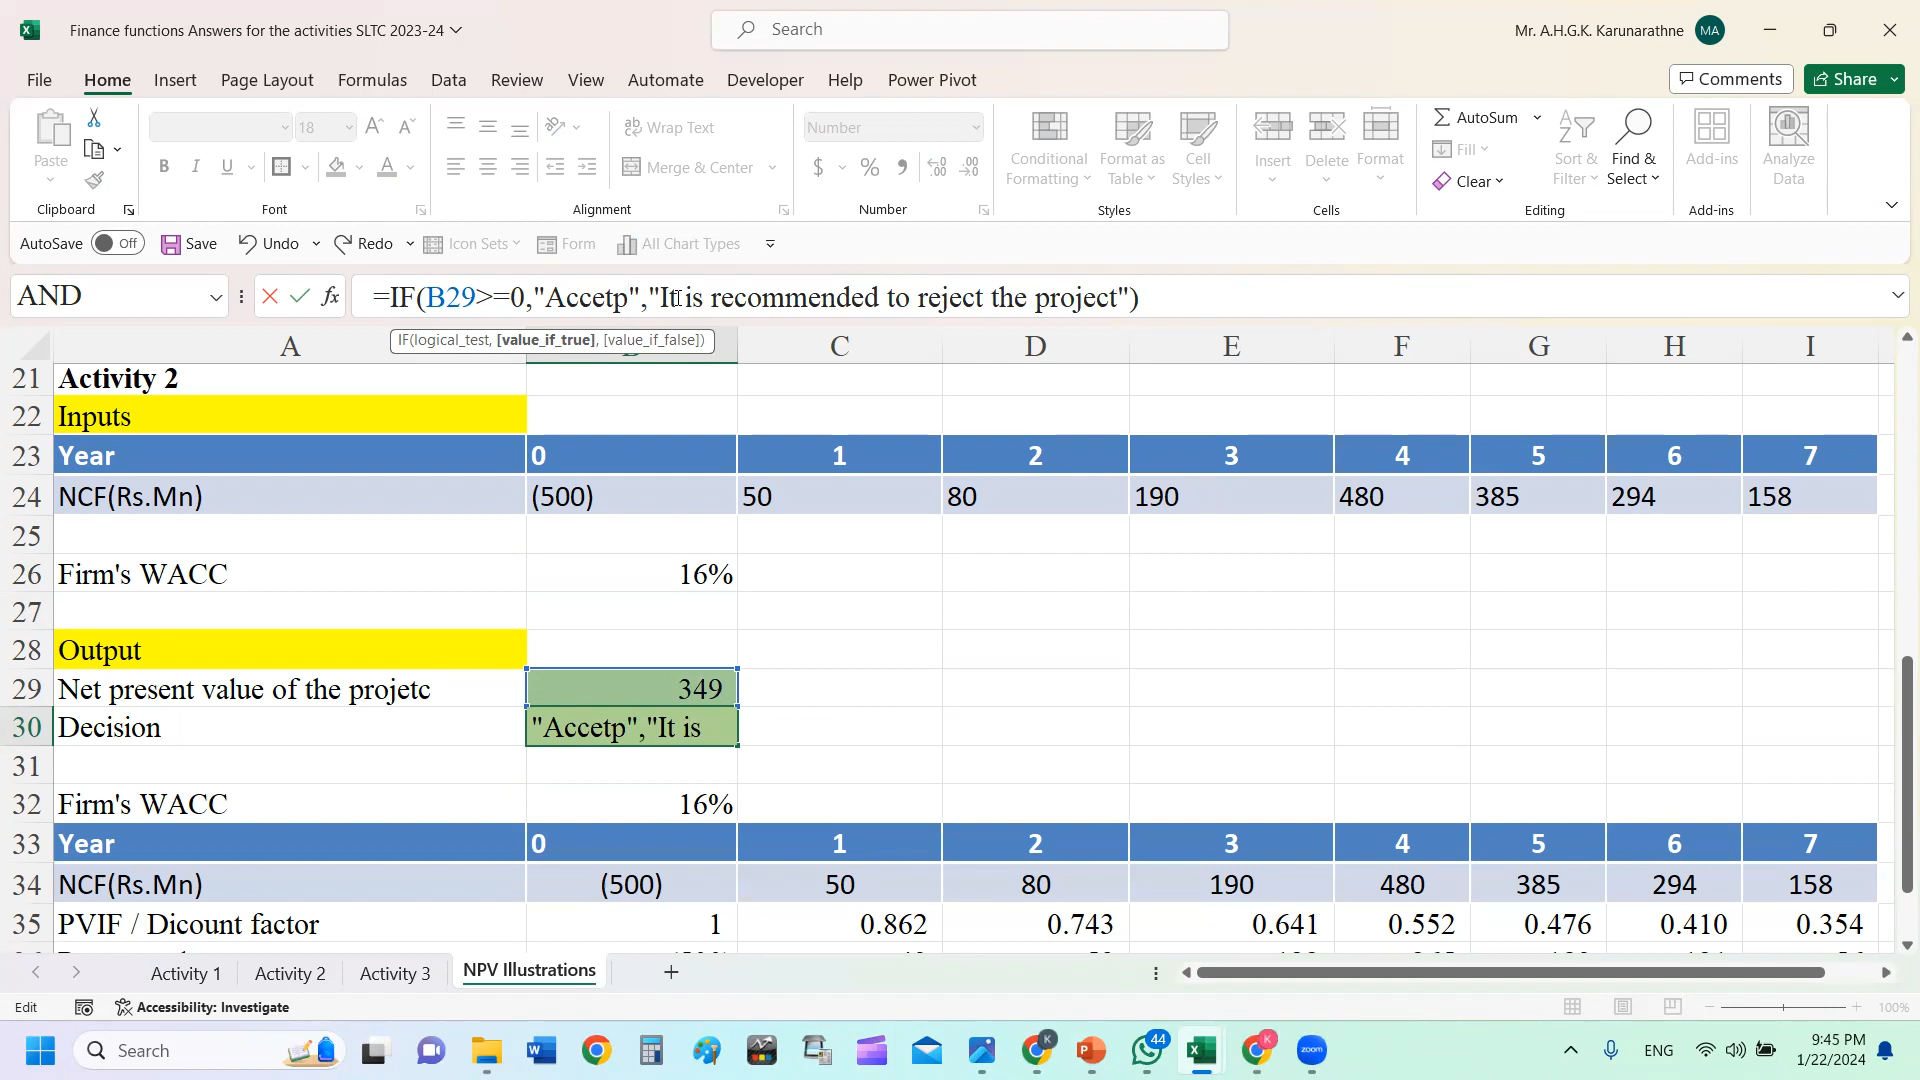 Finance functions Answers for the activities SLTC 2023-24
Search
Mr. A.H.G.K. Karunarathne MA
File Home Insert Page Layout Formulas Data Review View Automate Developer Help Power Pivot Comments Share
18
General Wrap Text
Paste
B I U
Merge & Center
Number
$ %
Conditional Formatting
Format as Table
Cell Styles
Insert Delete Format
AutoSum
Fill
Clear
Sort & Filter
Find & Select
Add-ins
Analyze Data
Clipboard Font Alignment Number Styles Cells Editing Add-ins
AutoSave Off Save Undo Redo Icon Sets Form All Chart Types
AND fx =IF(B29>=0,"Accetp","It is recommended to reject the project")
IF(logical_test, [value_if_true], [value_if_false])
A C D E F G H I
21 Activity 2
22 Inputs
23 Year 0 1 2 3 4 5 6 7
24 NCF(Rs.Mn) (500) 50 80 190 480 385 294 158
25
26 Firm's WACC 16%
27
28 Output
29 Net present value of the projetc 349
30 Decision "Accetp","It is
31
32 Firm's WACC 16%
33 Year 0 1 2 3 4 5 6 7
34 NCF(Rs.Mn) (500) 50 80 190 480 385 294 158
35 PVIF / Dicount factor 1 0.862 0.743 0.641 0.552 0.476 0.410 0.354
Activity 1 Activity 2 Activity 3 NPV Illustrations
Edit Accessibility: Investigate 100%
Search 44 zoom ENG 9:45 PM
1/22/2024